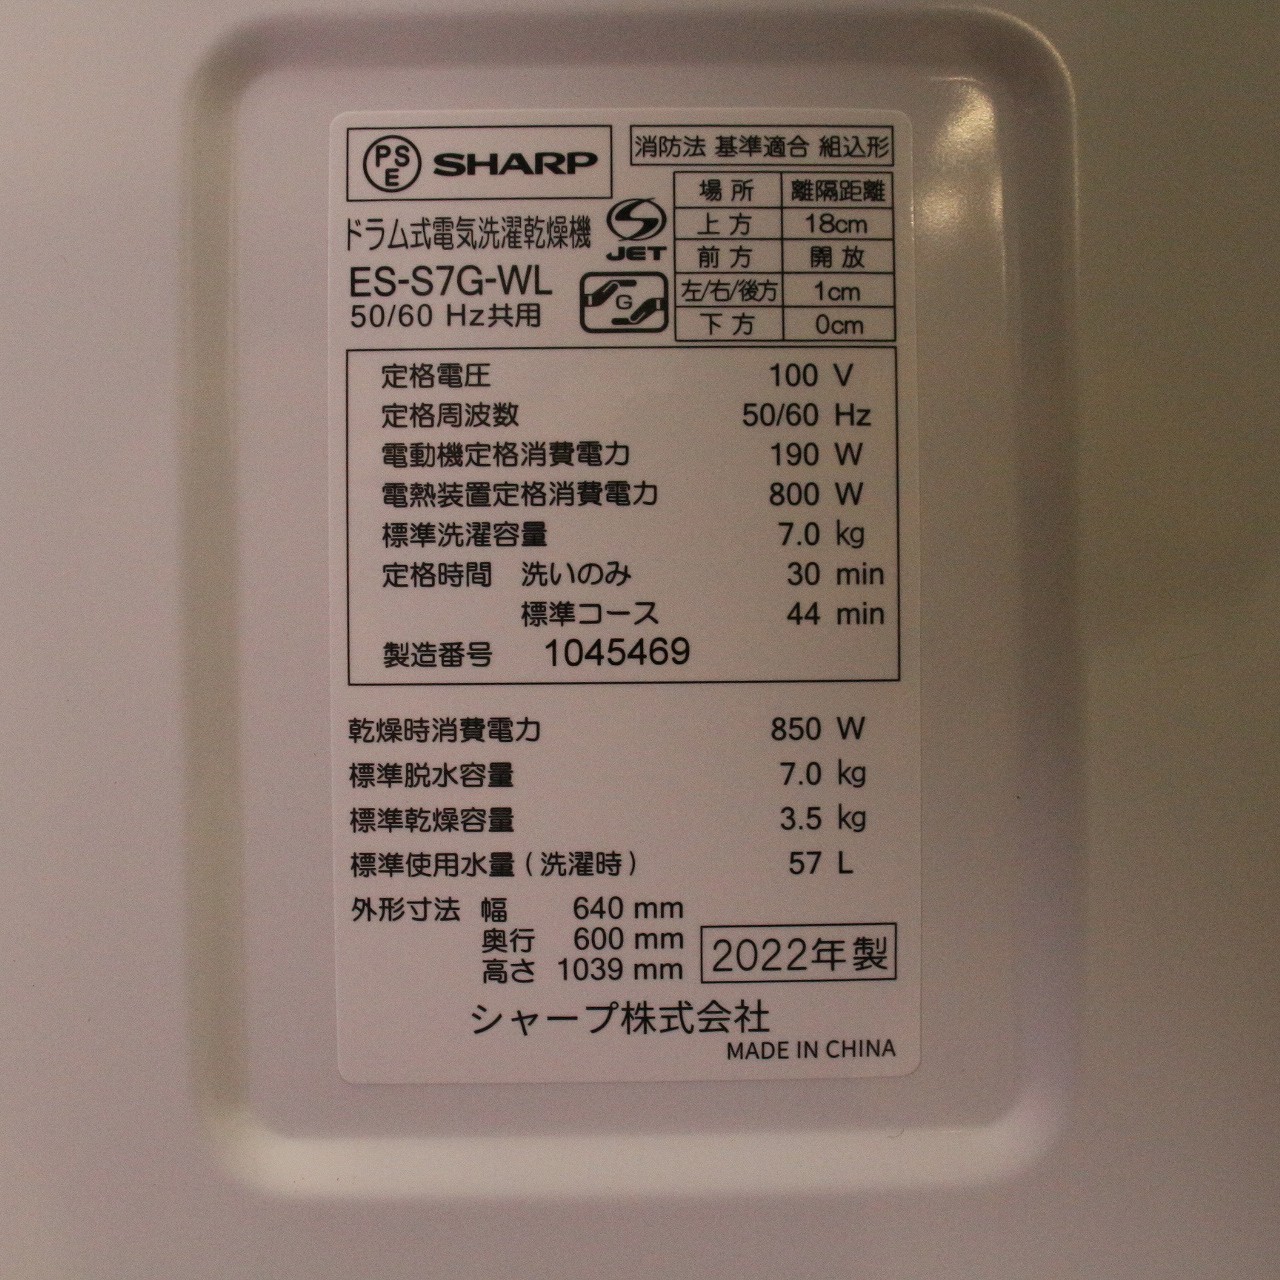 PSE SHARP
消防法 基準適合 組込形
ドラム式電気洗濯乾燥機
ES-S7G-WL
50/60 Hz共用
S JET
G
場所 離隔距離
上方 18cm
前方 開放
左/右/後方 1cm
下方 0cm
定格電圧 100 V
定格周波数 50/60 Hz
電動機定格消費電力 190 W
電熱装置定格消費電力 800 W
標準洗濯容量 7.0 kg
定格時間 洗いのみ 30 min
標準コース 44 min
製造番号 1045469
乾燥時消費電力 850 W
標準脱水容量 7.0 kg
標準乾燥容量 3.5 kg
標準使用水量(洗濯時) 57 L
外形寸法 幅 640 mm
奥行 600 mm
高さ 1039 mm
2022年製
シャープ株式会社
MADE IN CHINA